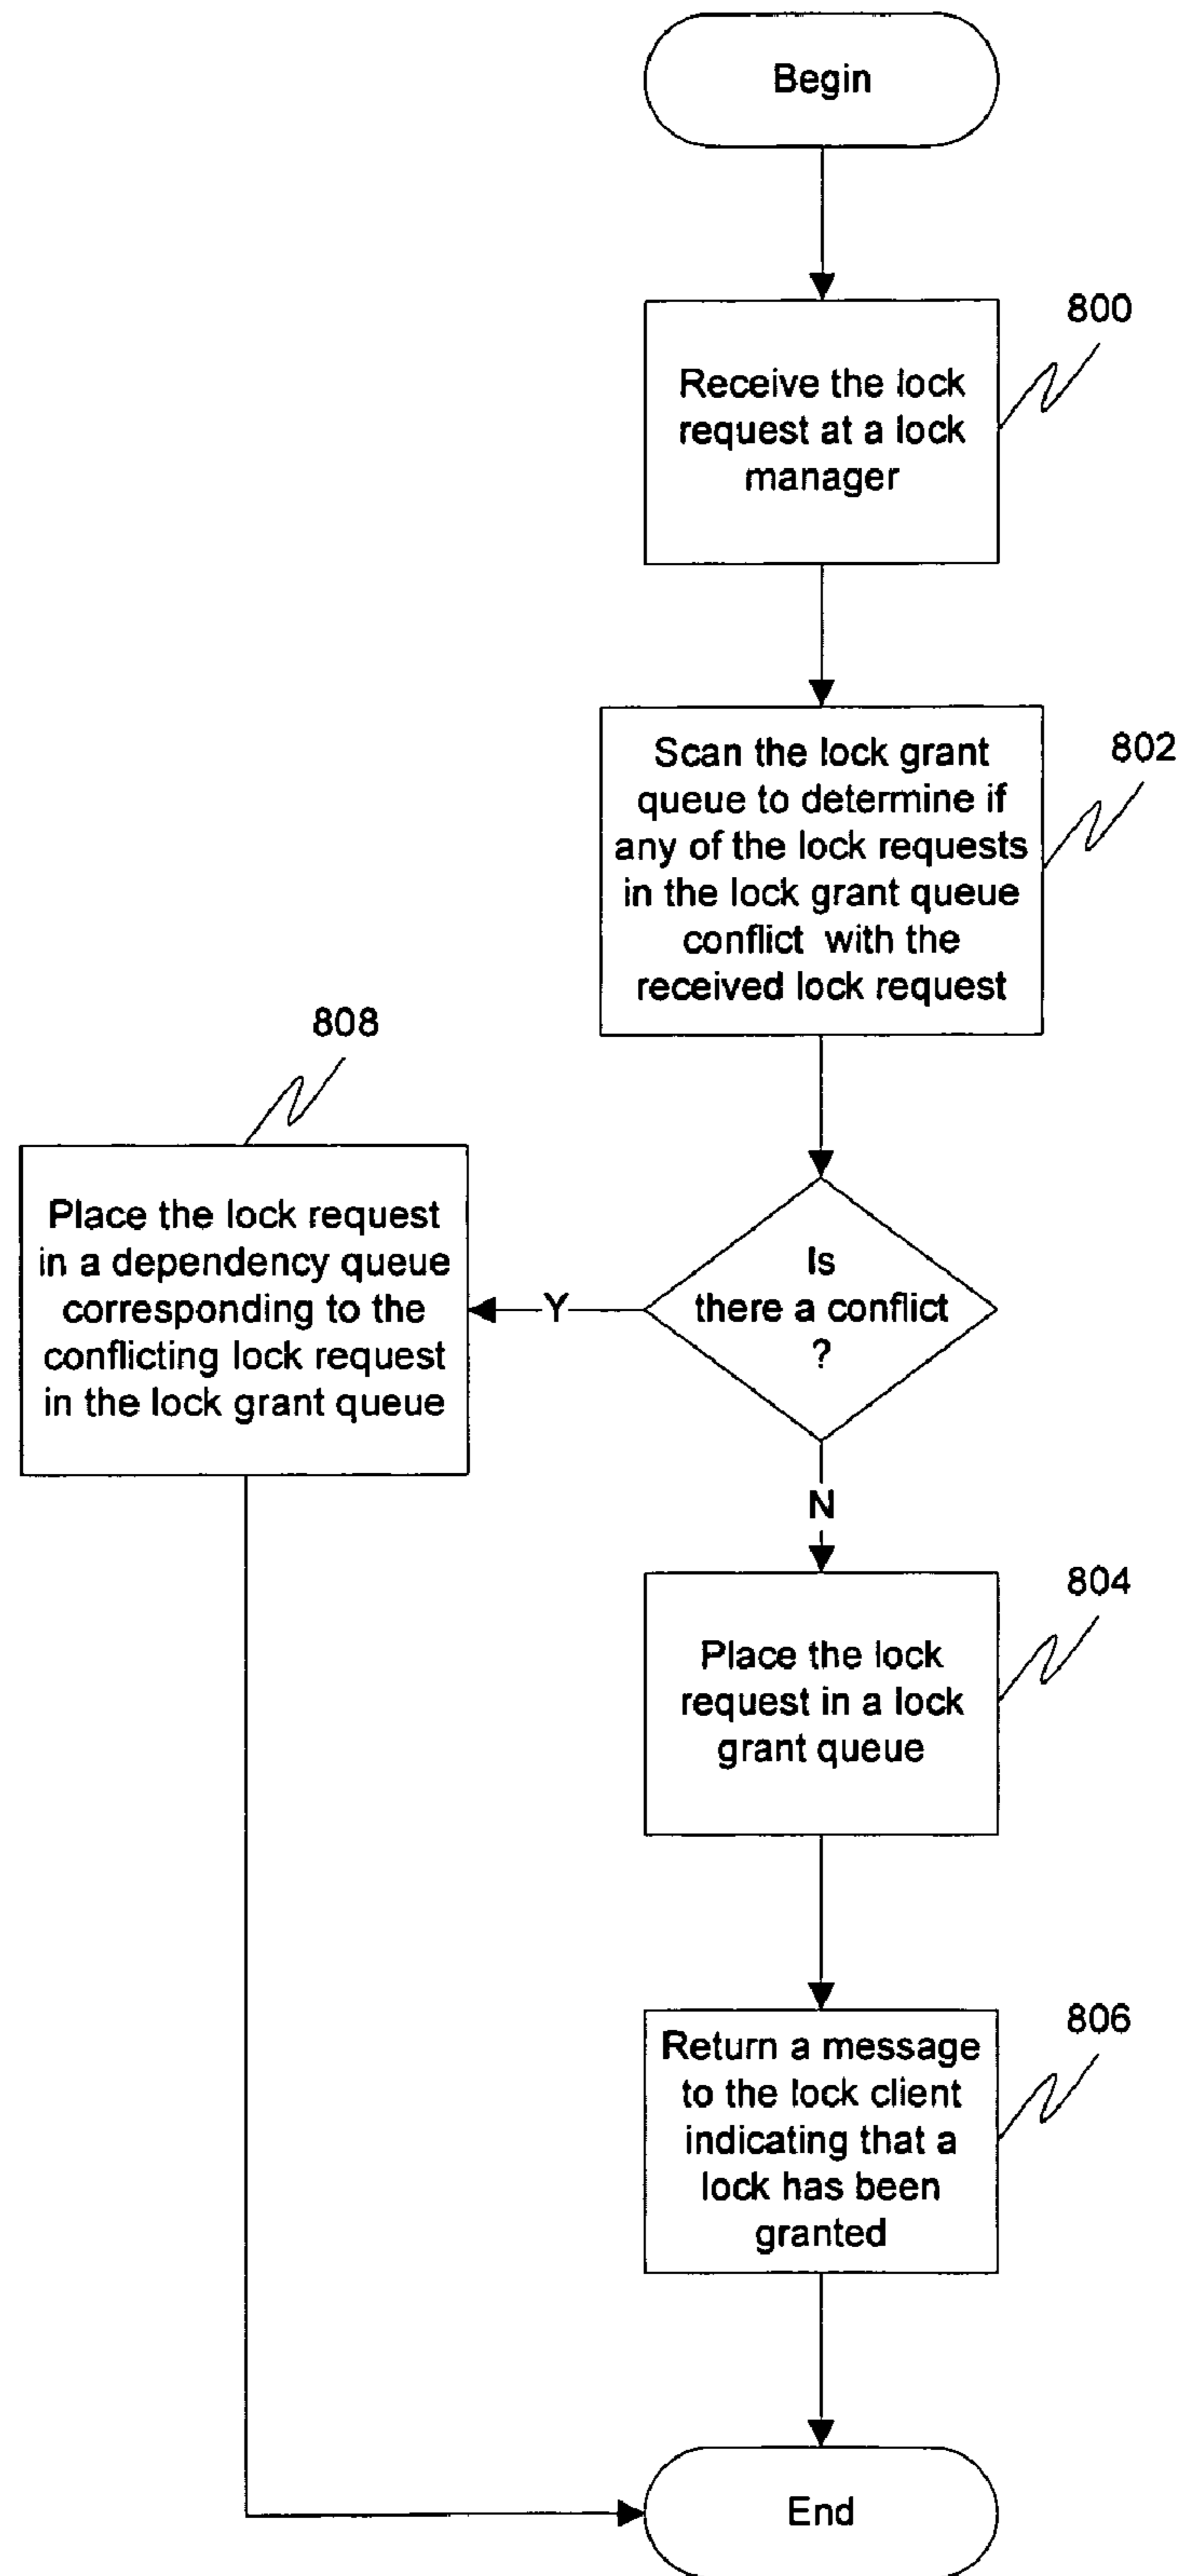 Begin
800
Receive the lock
request at a lock
manager
802
Scan the lock grant
queue to determine if
any of the lock requests
in the lock grant queue
conflict with the
received lock request
808
Place the lock request
in a dependency queue
corresponding to the
conflicting lock request
in the lock grant queue
Y
Is
there a conflict
?
N
804
Place the lock
request in a lock
grant queue
806
Return a message
to the lock client
indicating that a
lock has been
granted
End